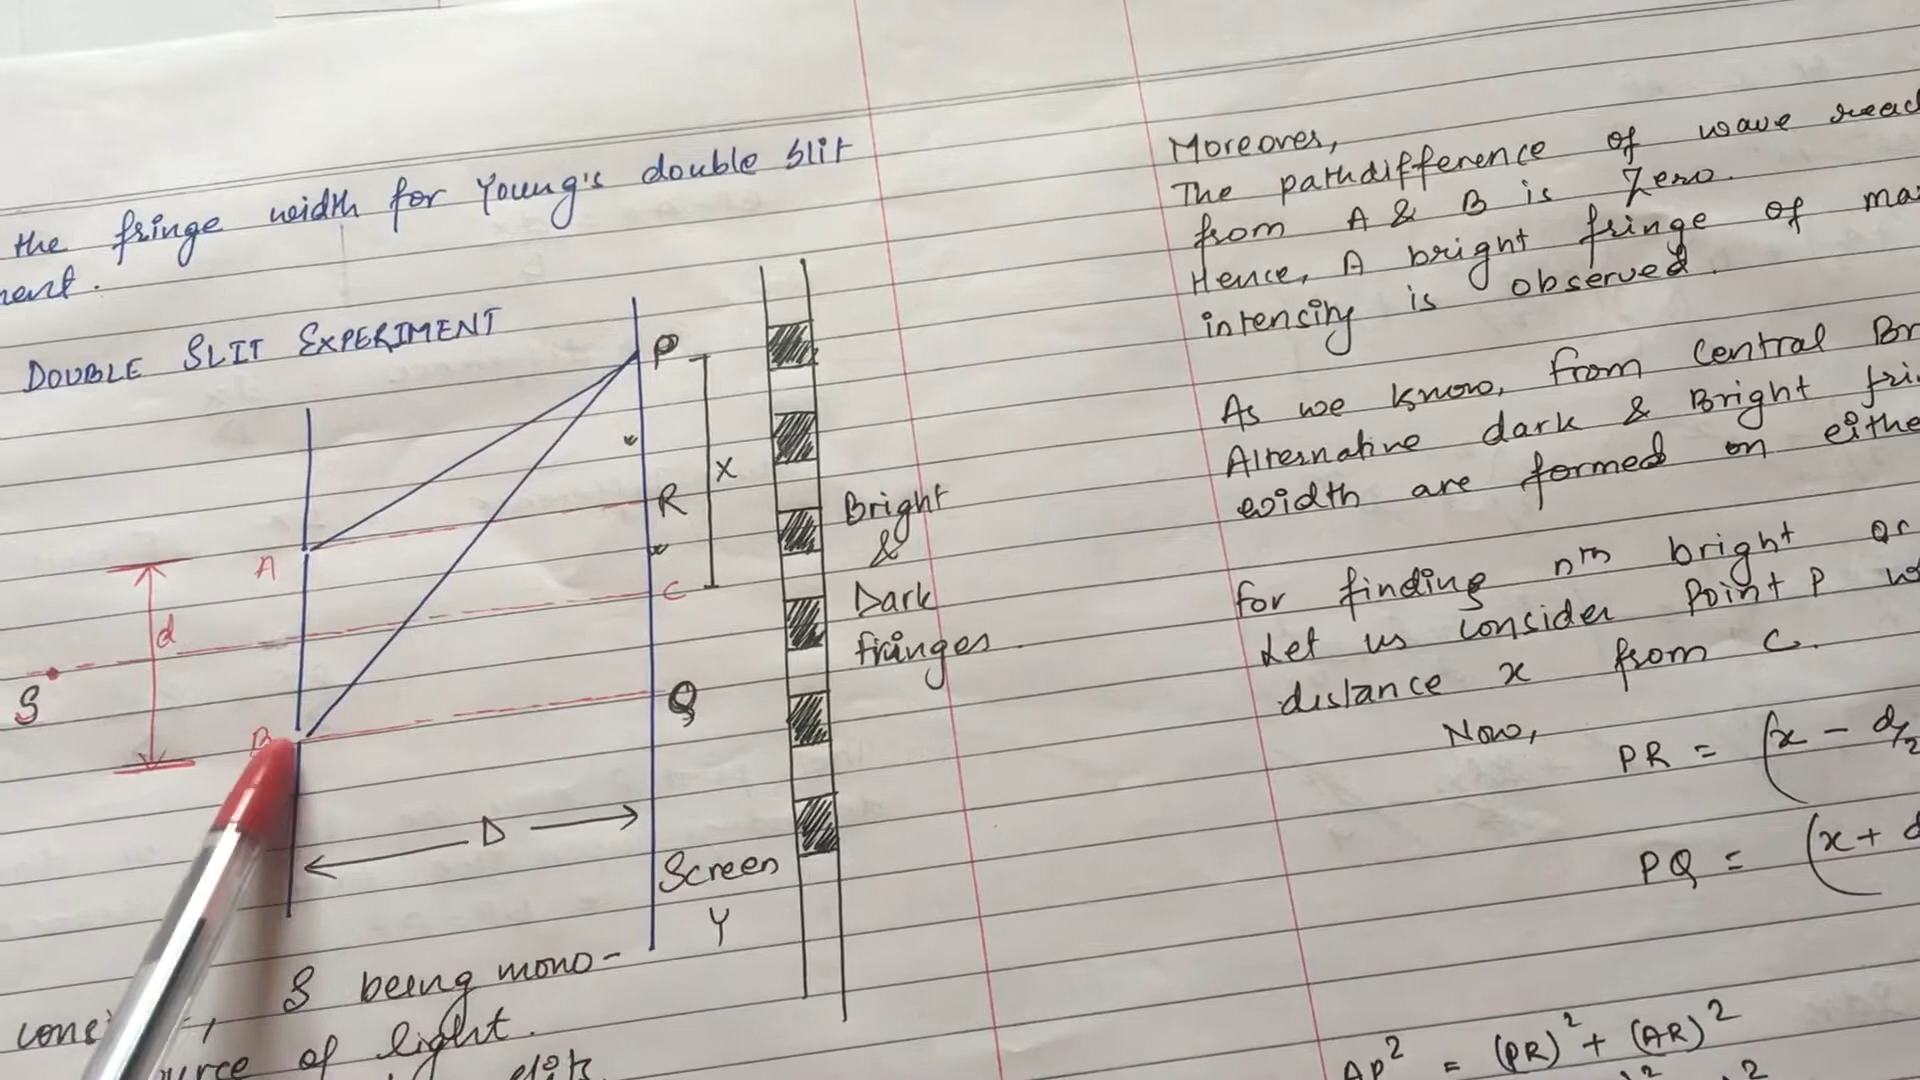 the fringe width for Young's double slit
DOUBLE SLIT EXPERIMENT
P
X
R
A
C
d
S
Q
B
D
Screen
Y
Bright
&
Dark
fringes
S being mono-
of light.
Moreover,
The pathdifference of wave
from A & B is Zero.
Hence, A bright fringe of
intensity is observed.
As we know, from Central
Alternative dark & Bright
width are formed on
for finding nth bright or
Let us consider Point P
distance x from C.
Now,
PR = (x - d/2
PQ = (x + d
AP² = (PR)² + (AR)²